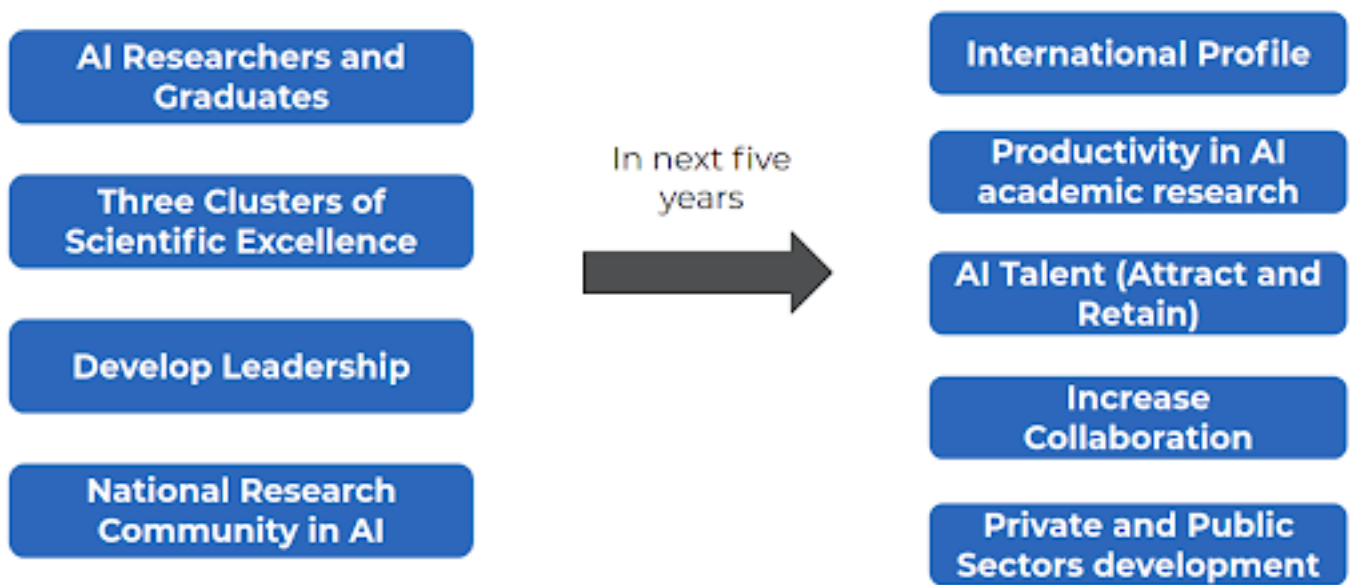 AI Researchers and
Graduates
Three Clusters of
Scientific Excellence
Develop Leadership
National Research
Community in AI
In next five
years
International Profile
Productivity in AI
academic research
AI Talent (Attract and
Retain)
Increase
Collaboration
Private and Public
Sectors development